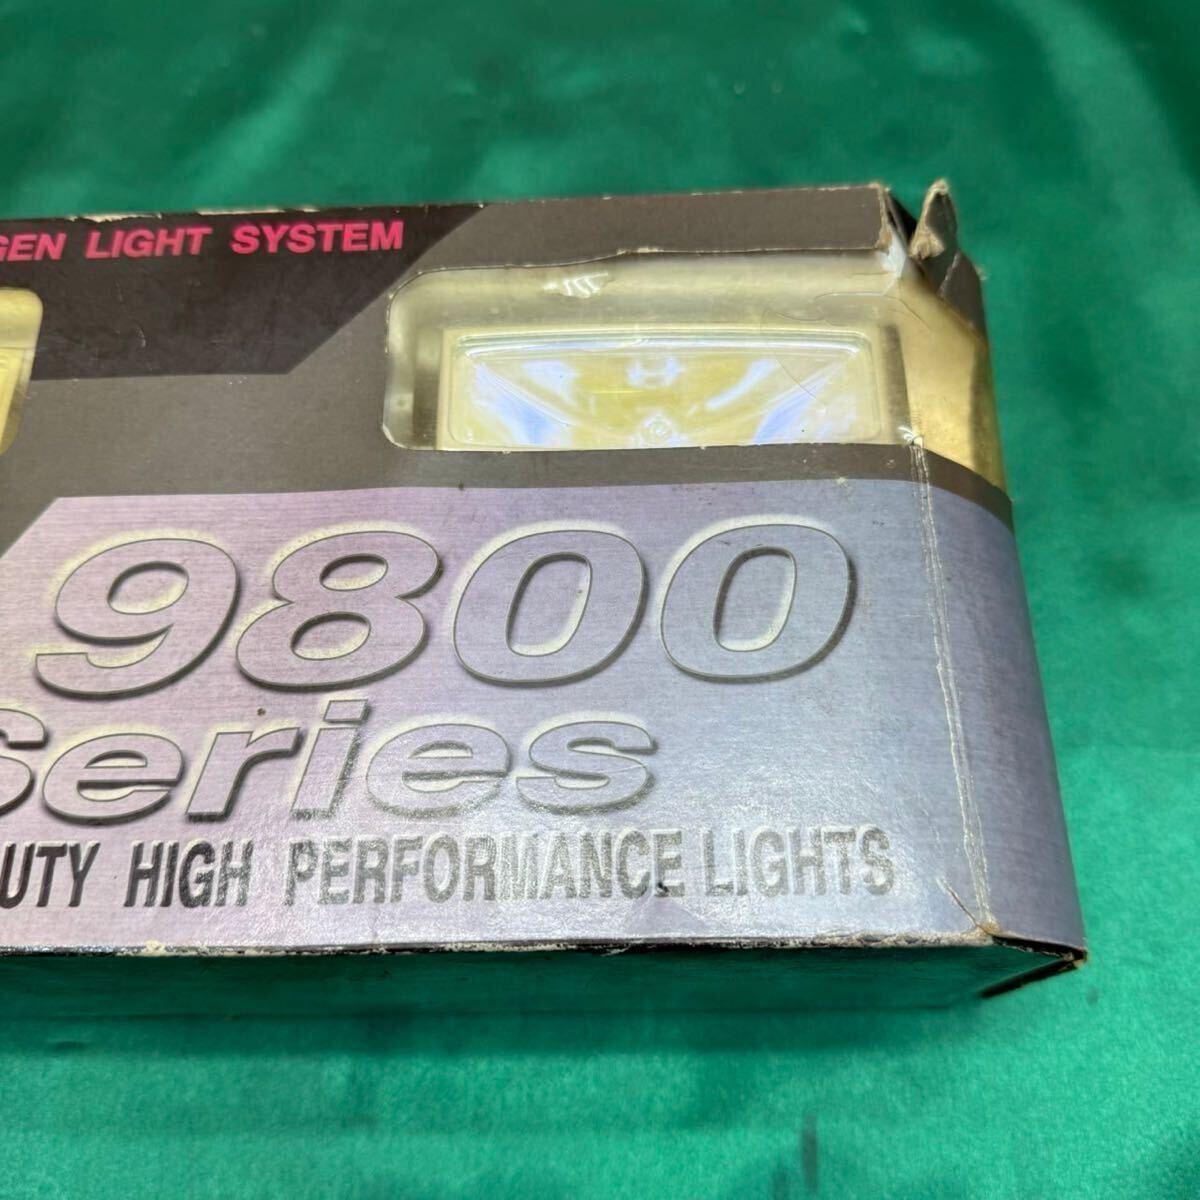 GEN LIGHT SYSTEM
H
9800
Series
UTY HIGH PERFORMANCE LIGHTS